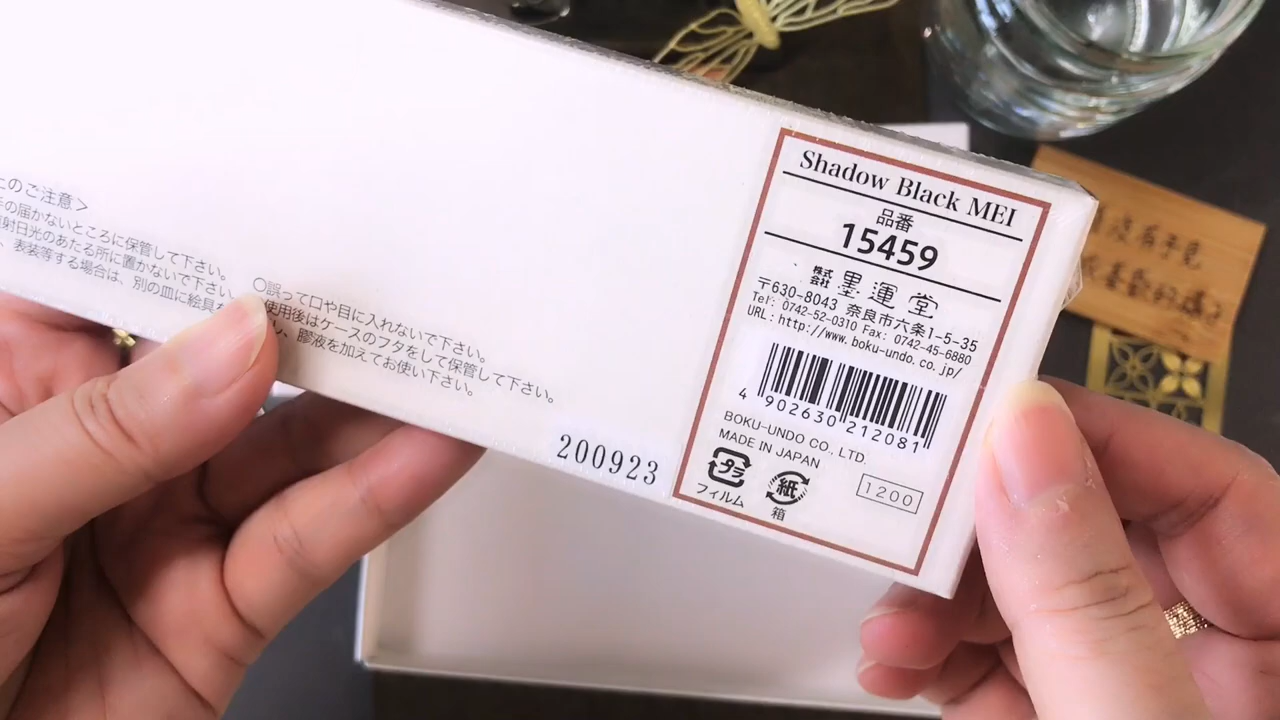 Shadow Black MEI
品番
15459
株式会社 墨運堂
〒630-8043 奈良市六条1-5-35
Tel: 0742-52-0310 Fax: 0742-45-6880
URL: http://www.boku-undo.co.jp/
4 902630 212081
BOKU-UNDO CO., LTD.
MADE IN JAPAN
プラ 紙
フィルム 箱
1200
200923
のご注意>
の届かないところに保管して下さい。
射日光のあたる所に置かないで下さい。
、表装等する場合は、別の皿に絵具を
○誤って口や目に入れないで下さい。
使用後はケースのフタをして保管して下さい。
し、膠液を加えてお使い下さい。